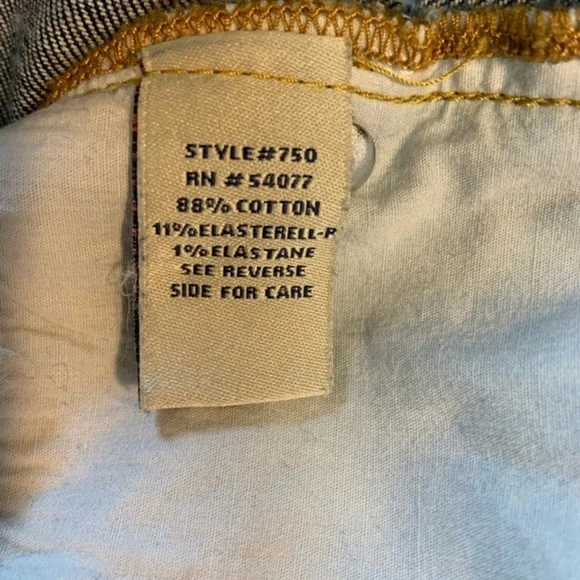 STYLE#750
RN #54077
88% COTTON
11%ELASTERELL-P
1%ELASTANE
SEE REVERSE
SIDE FOR CARE